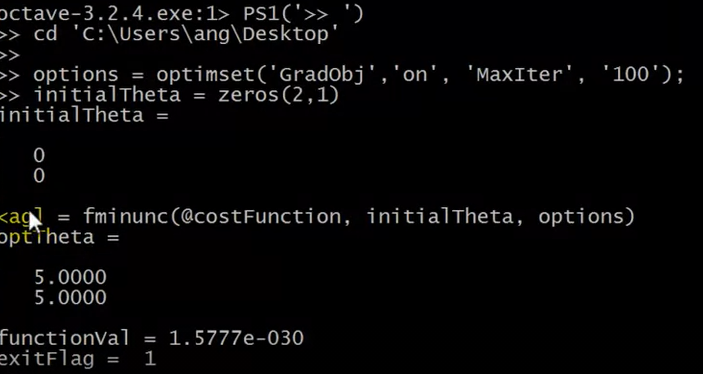 octave-3.2.4.exe:1> PS1('>> ')
>> cd 'C:\Users\ang\Desktop'
>>
>> options = optimset('GradObj','on', 'MaxIter', '100');
>> initialTheta = zeros(2,1)
initialTheta =
0
0
= fminunc(@costFunction, initialTheta, options)
optTheta =
5.0000
5.0000
functionVal = 1.5777e-030
exitFlag = 1